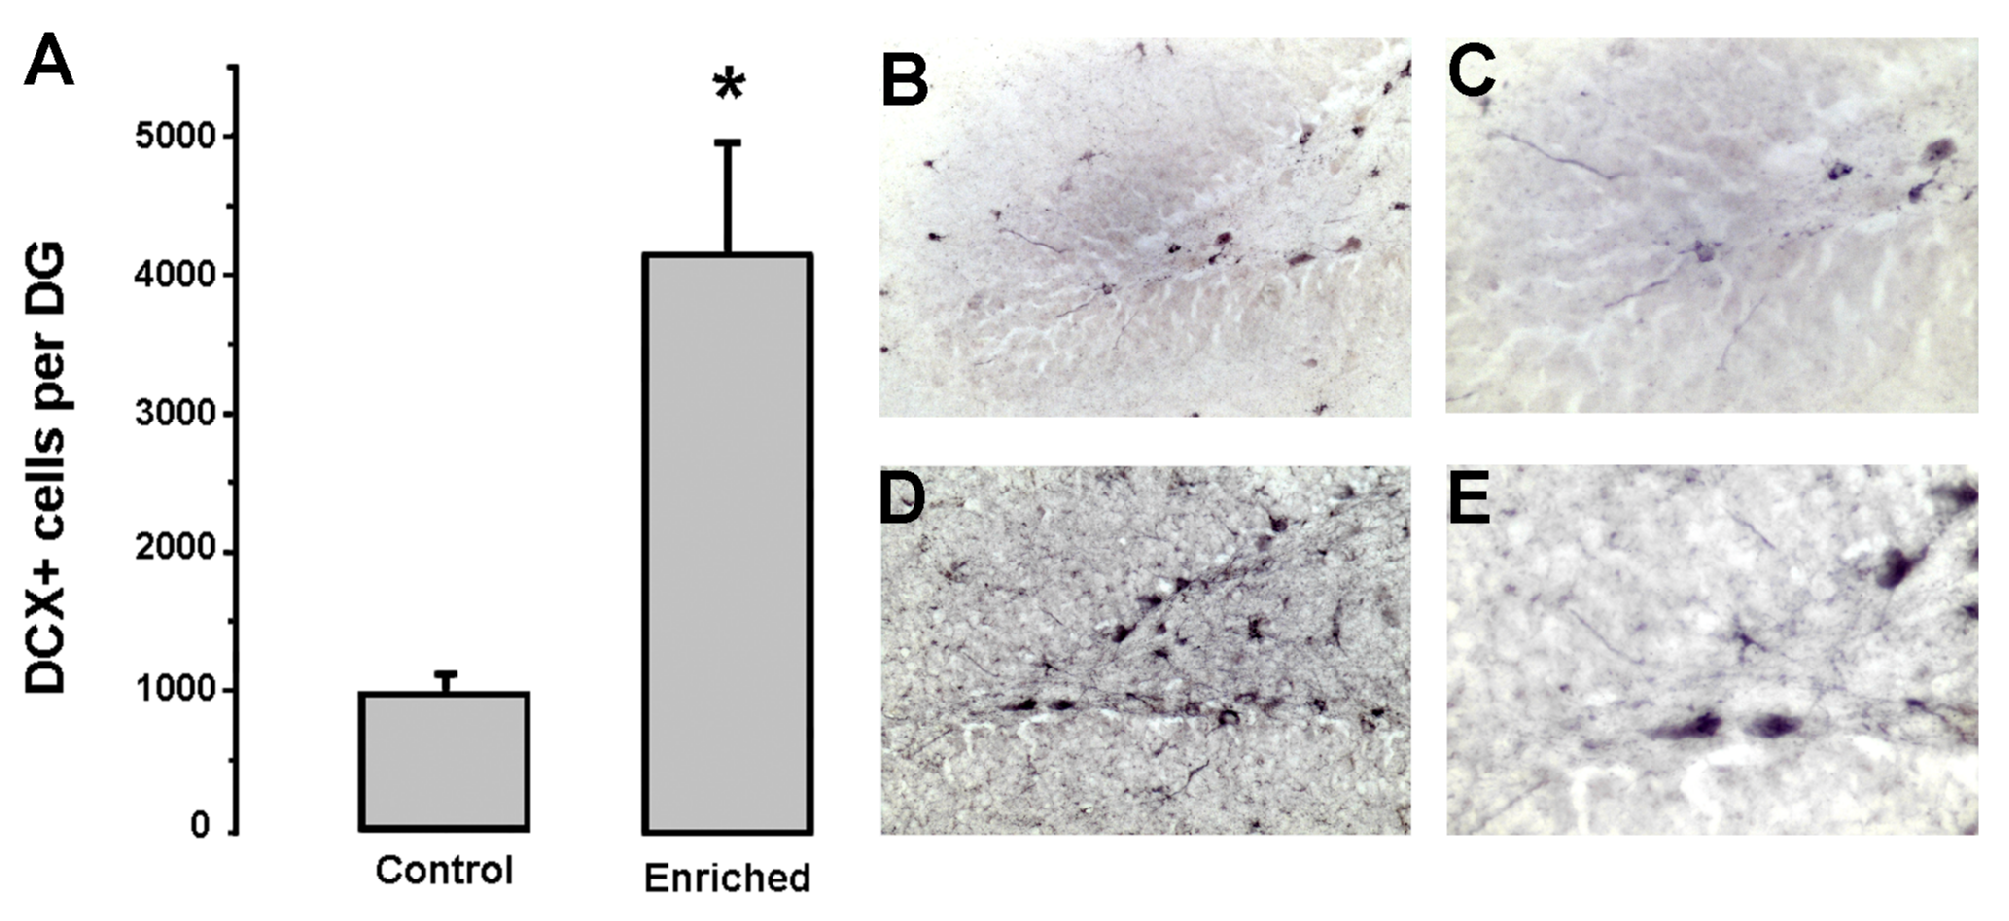 A
DCX+ cells per DG
5000
4000
3000
2000
1000
0
*
Control
Enriched
B
C
D
E